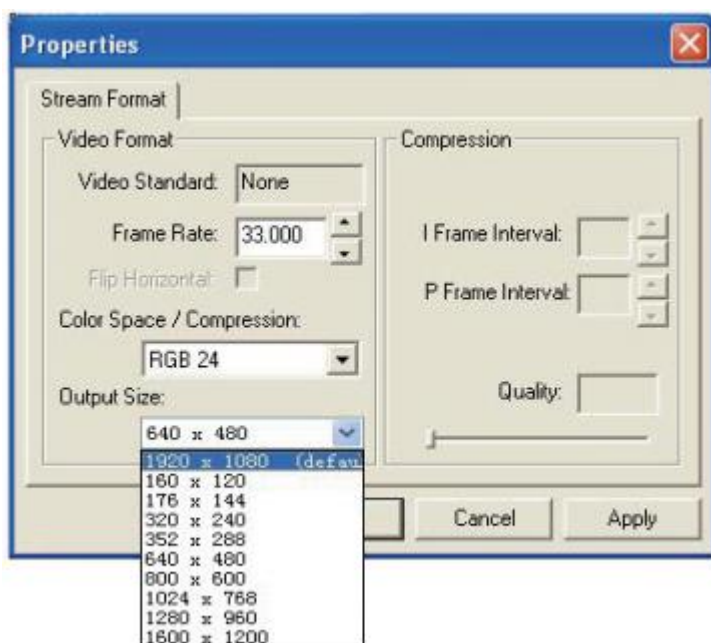 Properties
Stream Format
Video Format
Video Standard: None
Frame Rate: 33.000
Flip Horizontal:
Color Space / Compression:
RGB 24
Output Size:
640 x 480
1920 x 1080 (defau
160 x 120
176 x 144
320 x 240
352 x 288
640 x 480
800 x 600
1024 x 768
1280 x 960
1600 x 1200
Compression
I Frame Interval:
P Frame Interval:
Quality:
Cancel
Apply